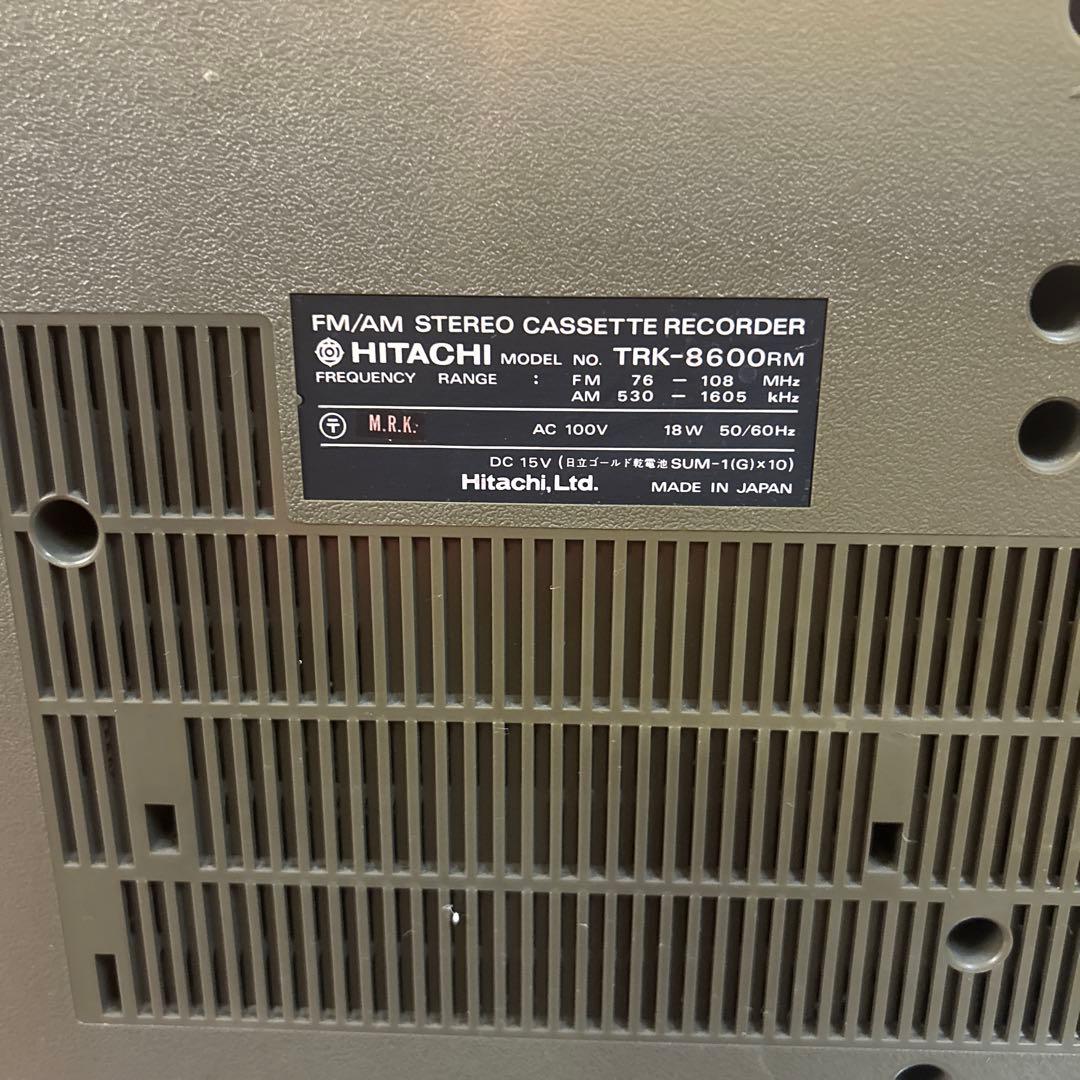 FM/AM STEREO CASSETTE RECORDER
HITACHI MODEL NO. TRK-8600RM
FREQUENCY RANGE : FM 76 — 108 MHz
AM 530 — 1605 kHz
〒 M.R.K. AC 100V 18W 50/60Hz
DC 15V (日立ゴールド乾電池 SUM-1(G)×10)
Hitachi, Ltd. MADE IN JAPAN